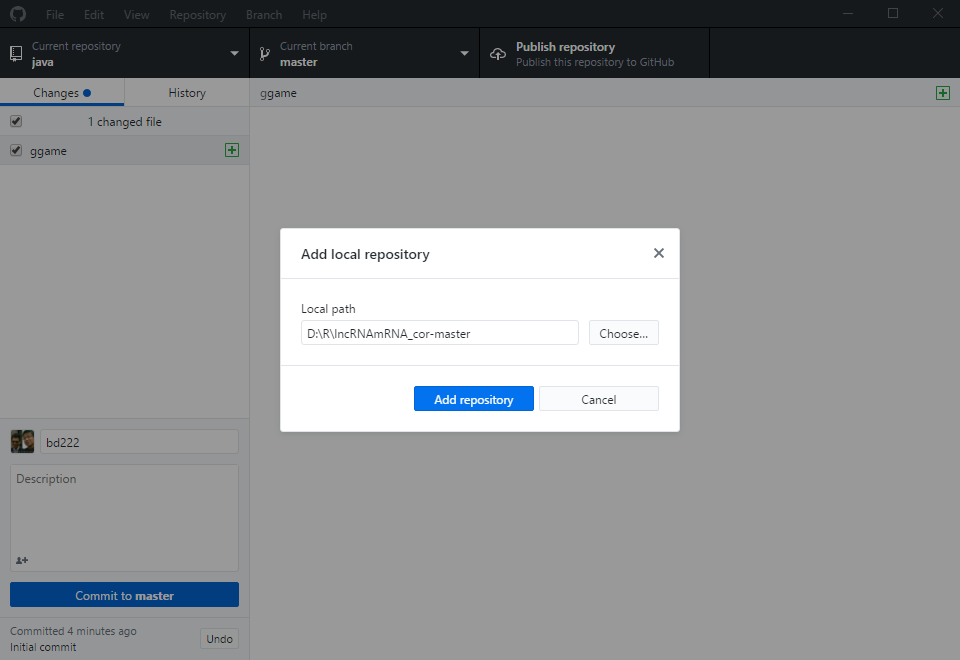 File Edit View Repository Branch Help
Current repository
java
Current branch
master
Publish repository
Publish this repository to GitHub
Changes
History
1 changed file
ggame
ggame
Add local repository
Local path
D:\R\lncRNAmRNA_cor-master
Choose...
Add repository
Cancel
bd222
Description
Commit to master
Committed 4 minutes ago
Initial commit
Undo